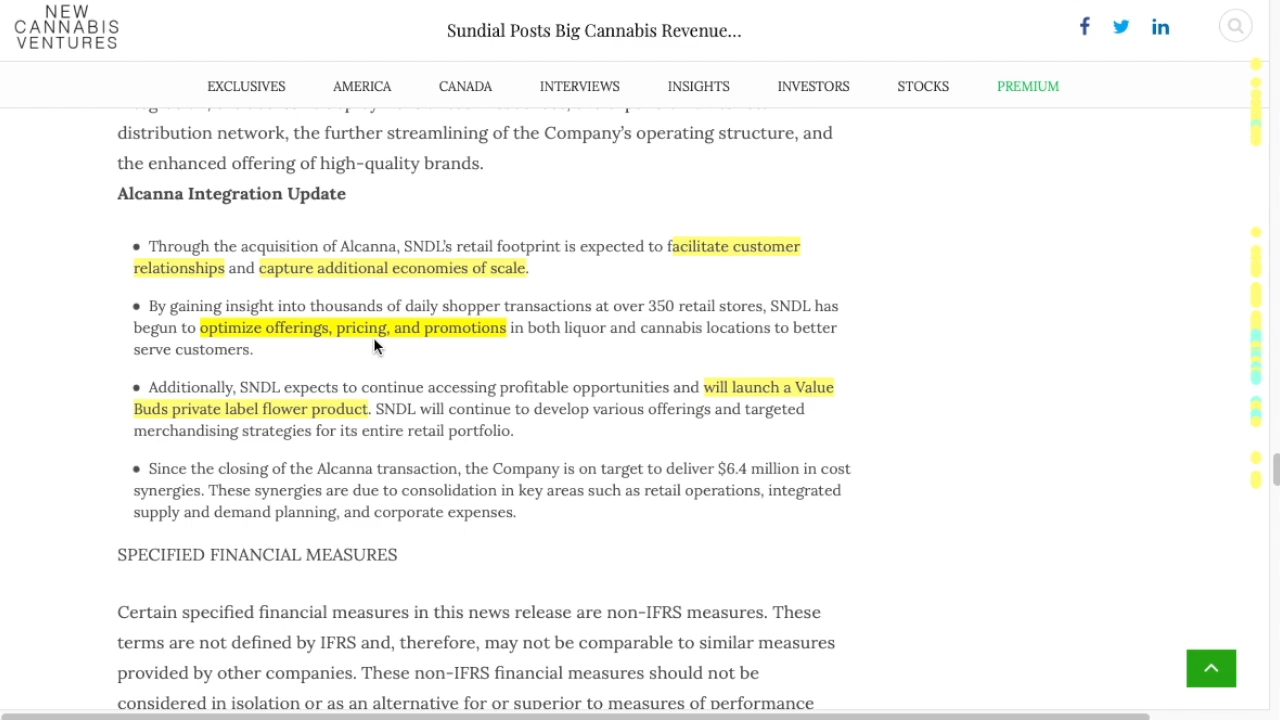 NEW
CANNABIS
VENTURES
Sundial Posts Big Cannabis Revenue...
EXCLUSIVES AMERICA CANADA INTERVIEWS INSIGHTS INVESTORS STOCKS PREMIUM
distribution network, the further streamlining of the Company's operating structure, and
the enhanced offering of high-quality brands.
Alcanna Integration Update
• Through the acquisition of Alcanna, SNDL's retail footprint is expected to facilitate customer
relationships and capture additional economies of scale.
• By gaining insight into thousands of daily shopper transactions at over 350 retail stores, SNDL has
begun to optimize offerings, pricing, and promotions in both liquor and cannabis locations to better
serve customers.
• Additionally, SNDL expects to continue accessing profitable opportunities and will launch a Value
Buds private label flower product. SNDL will continue to develop various offerings and targeted
merchandising strategies for its entire retail portfolio.
• Since the closing of the Alcanna transaction, the Company is on target to deliver $6.4 million in cost
synergies. These synergies are due to consolidation in key areas such as retail operations, integrated
supply and demand planning, and corporate expenses.
SPECIFIED FINANCIAL MEASURES
Certain specified financial measures in this news release are non-IFRS measures. These
terms are not defined by IFRS and, therefore, may not be comparable to similar measures
provided by other companies. These non-IFRS financial measures should not be
considered in isolation or as an alternative for or superior to measures of performance